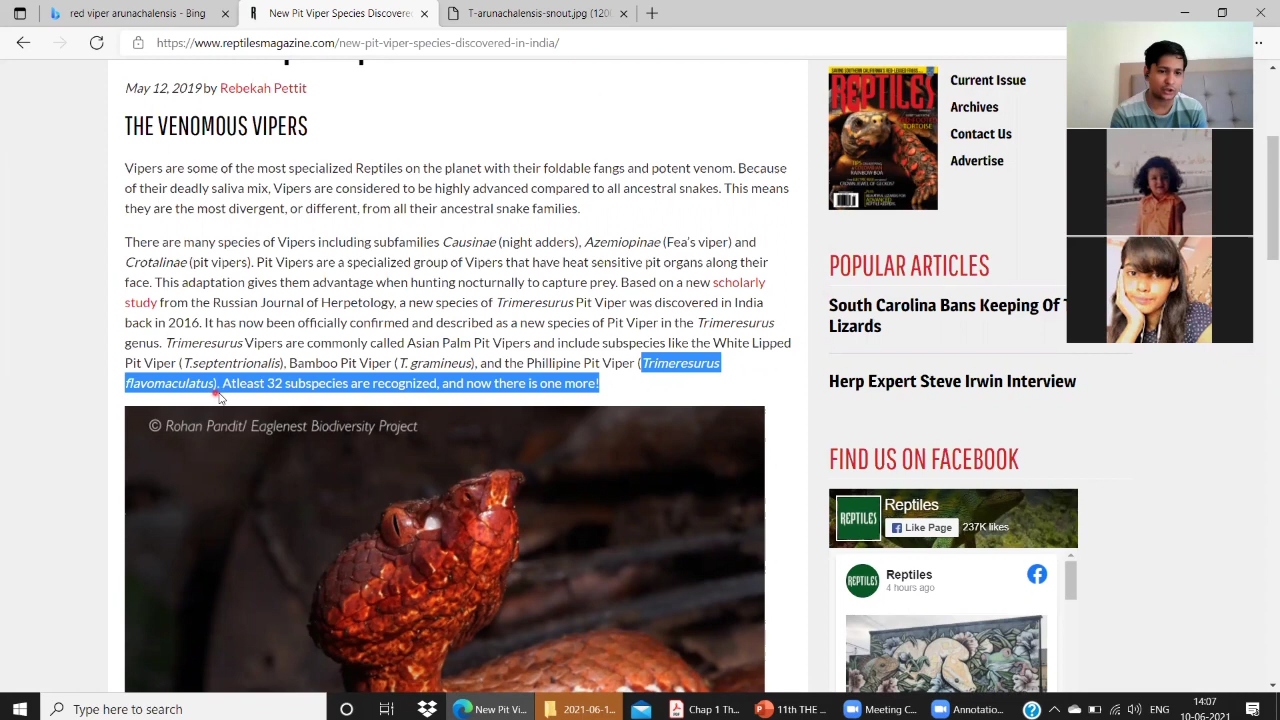 red viper arunachalensis - Bing
New Pit Viper Species Discovere
T-arunachalensis-snout.jpg (120
https://www.reptilesmagazine.com/new-pit-viper-species-discovered-in-india/
May 12, 2019 by Rebekah Pettit
THE VENOMOUS VIPERS
Vipers are some of the most specialized Reptiles on the planet with their foldable fangs and potent venom. Because
of their deadly saliva mix, Vipers are considered to be highly advanced compared to all ancestral snakes. This means
they are the most divergent, or different, from all their ancestral snake families.
There are many species of Vipers including subfamilies Causinae (night adders), Azemiopinae (Fea's viper) and
Crotalinae (pit vipers). Pit Vipers are a specialized group of Vipers that have heat sensitive pit organs along their
face. This adaptation gives them advantage when hunting nocturnally to capture prey. Based on a new scholarly
study from the Russian Journal of Herpetology, a new species of Trimeresurus Pit Viper was discovered in India
back in 2016. It has now been officially confirmed and described as a new species of Pit Viper in the Trimeresurus
genus. Trimeresurus Vipers are commonly called Asian Palm Pit Vipers and include subspecies like the White Lipped
Pit Viper (T.septentrionalis), Bamboo Pit Viper (T. gramineus), and the Phillipine Pit Viper (Trimeresurus
flavomaculatus). Atleast 32 subspecies are recognized, and now there is one more!
© Rohan Pandit/ Eaglenest Biodiversity Project
REPTILES
Current Issue
Archives
Contact Us
Advertise
POPULAR ARTICLES
South Carolina Bans Keeping Of
Lizards
Herp Expert Steve Irwin Interview
FIND US ON FACEBOOK
REPTILES
Reptiles
Like Page
237K likes
REPTILES
Reptiles
4 hours ago
Type here to search
New Pit Vi...
2021-06-1...
Chap 1 Th...
11th THE ...
Meeting C...
Annotatio...
ENG
14:07
10-06-2021